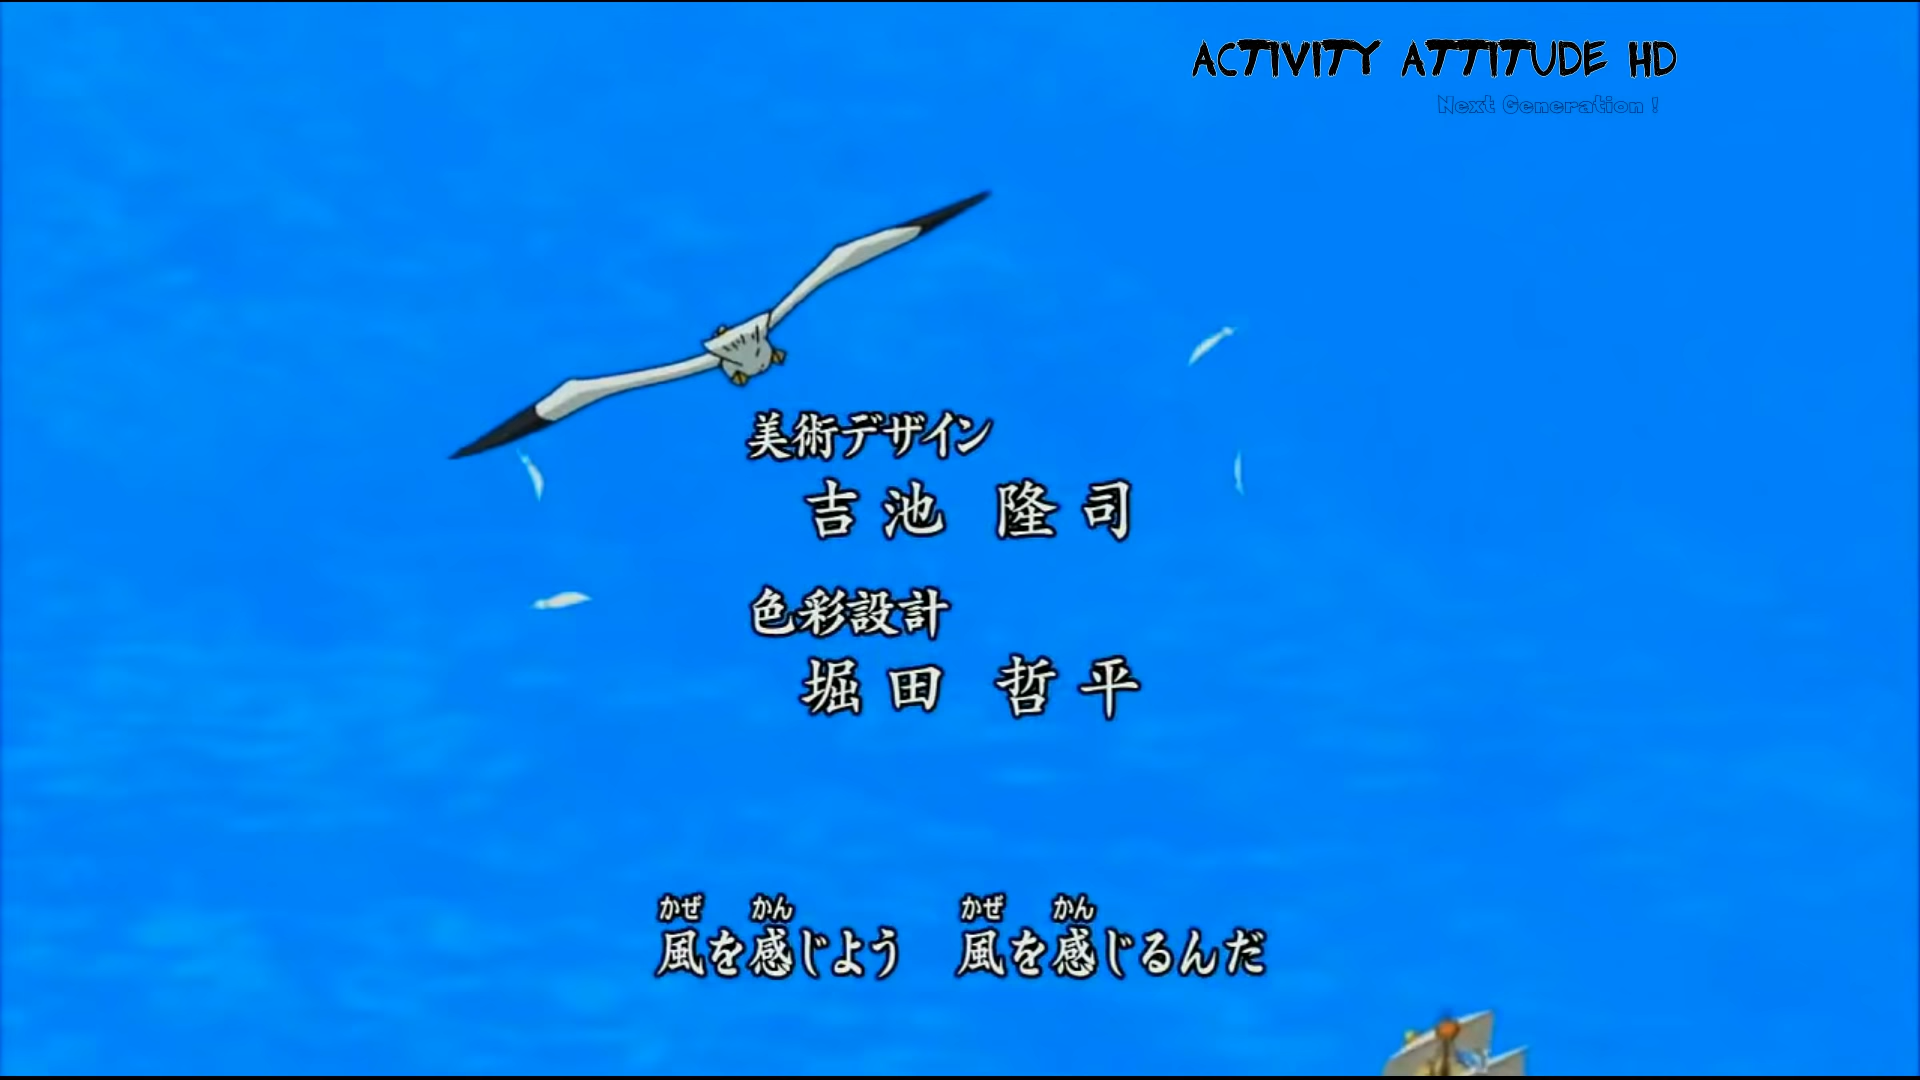 ACTIVITY ATTITUDE HD
Next Generation !
美術デザイン
吉池 隆司
色彩設計
堀田 哲平
かぜ かん かぜ かん
風を感じよう 風を感じるんだ